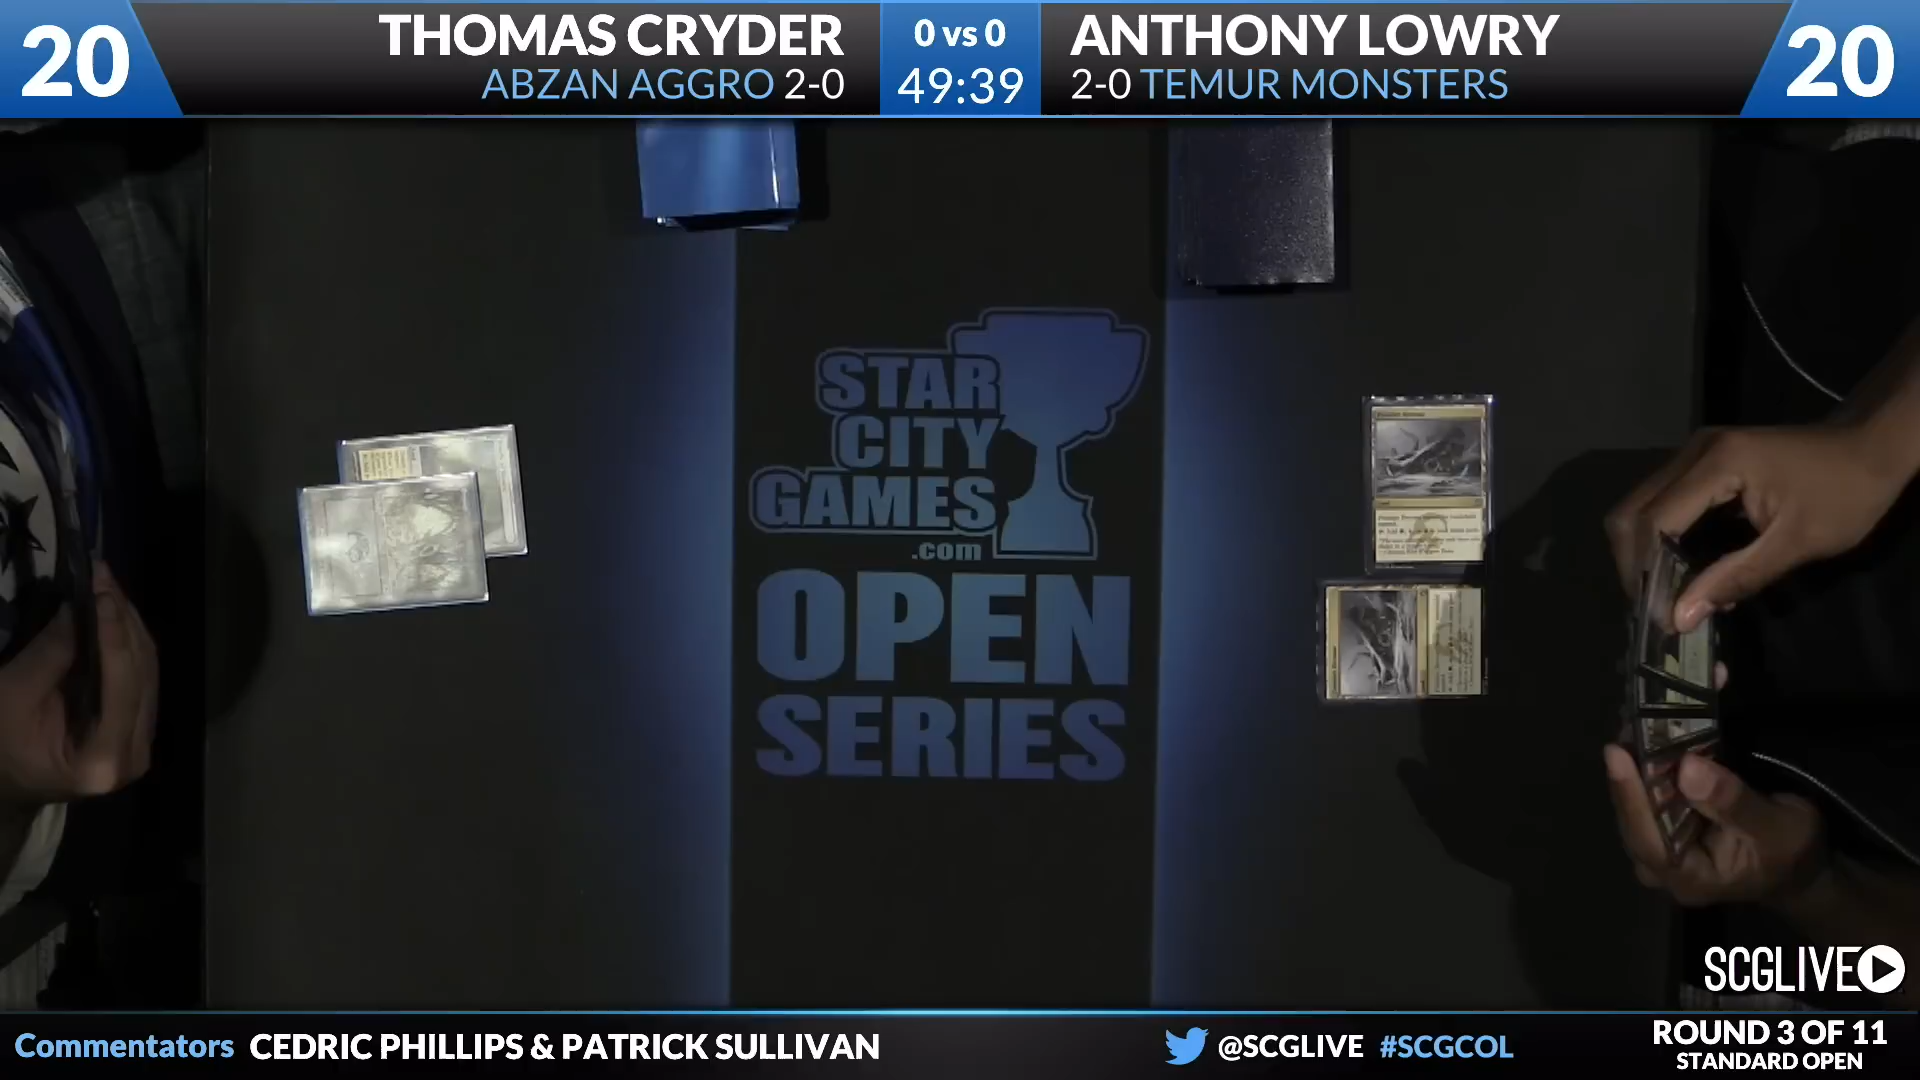 20
THOMAS CRYDER
ABZAN AGGRO 2-0
0 vs 0
49:39
ANTHONY LOWRY
2-0 TEMUR MONSTERS
20
STAR
CITY
GAMES
.com
OPEN
SERIES
SCGLIVE
Commentators CEDRIC PHILLIPS & PATRICK SULLIVAN
@SCGLIVE #SCGCOL
ROUND 3 OF 11
STANDARD OPEN